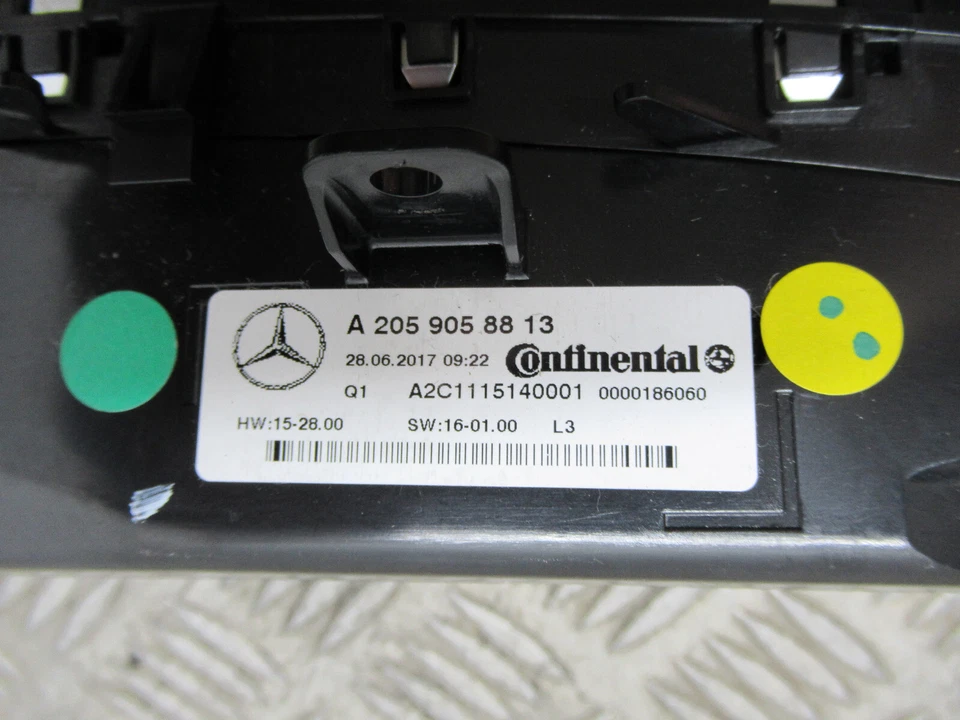 A 205 905 88 13
28.06.2017 09:22 Continental
Q1 A2C1115140001 0000186060
HW:15-28.00 SW:16-01.00 L3